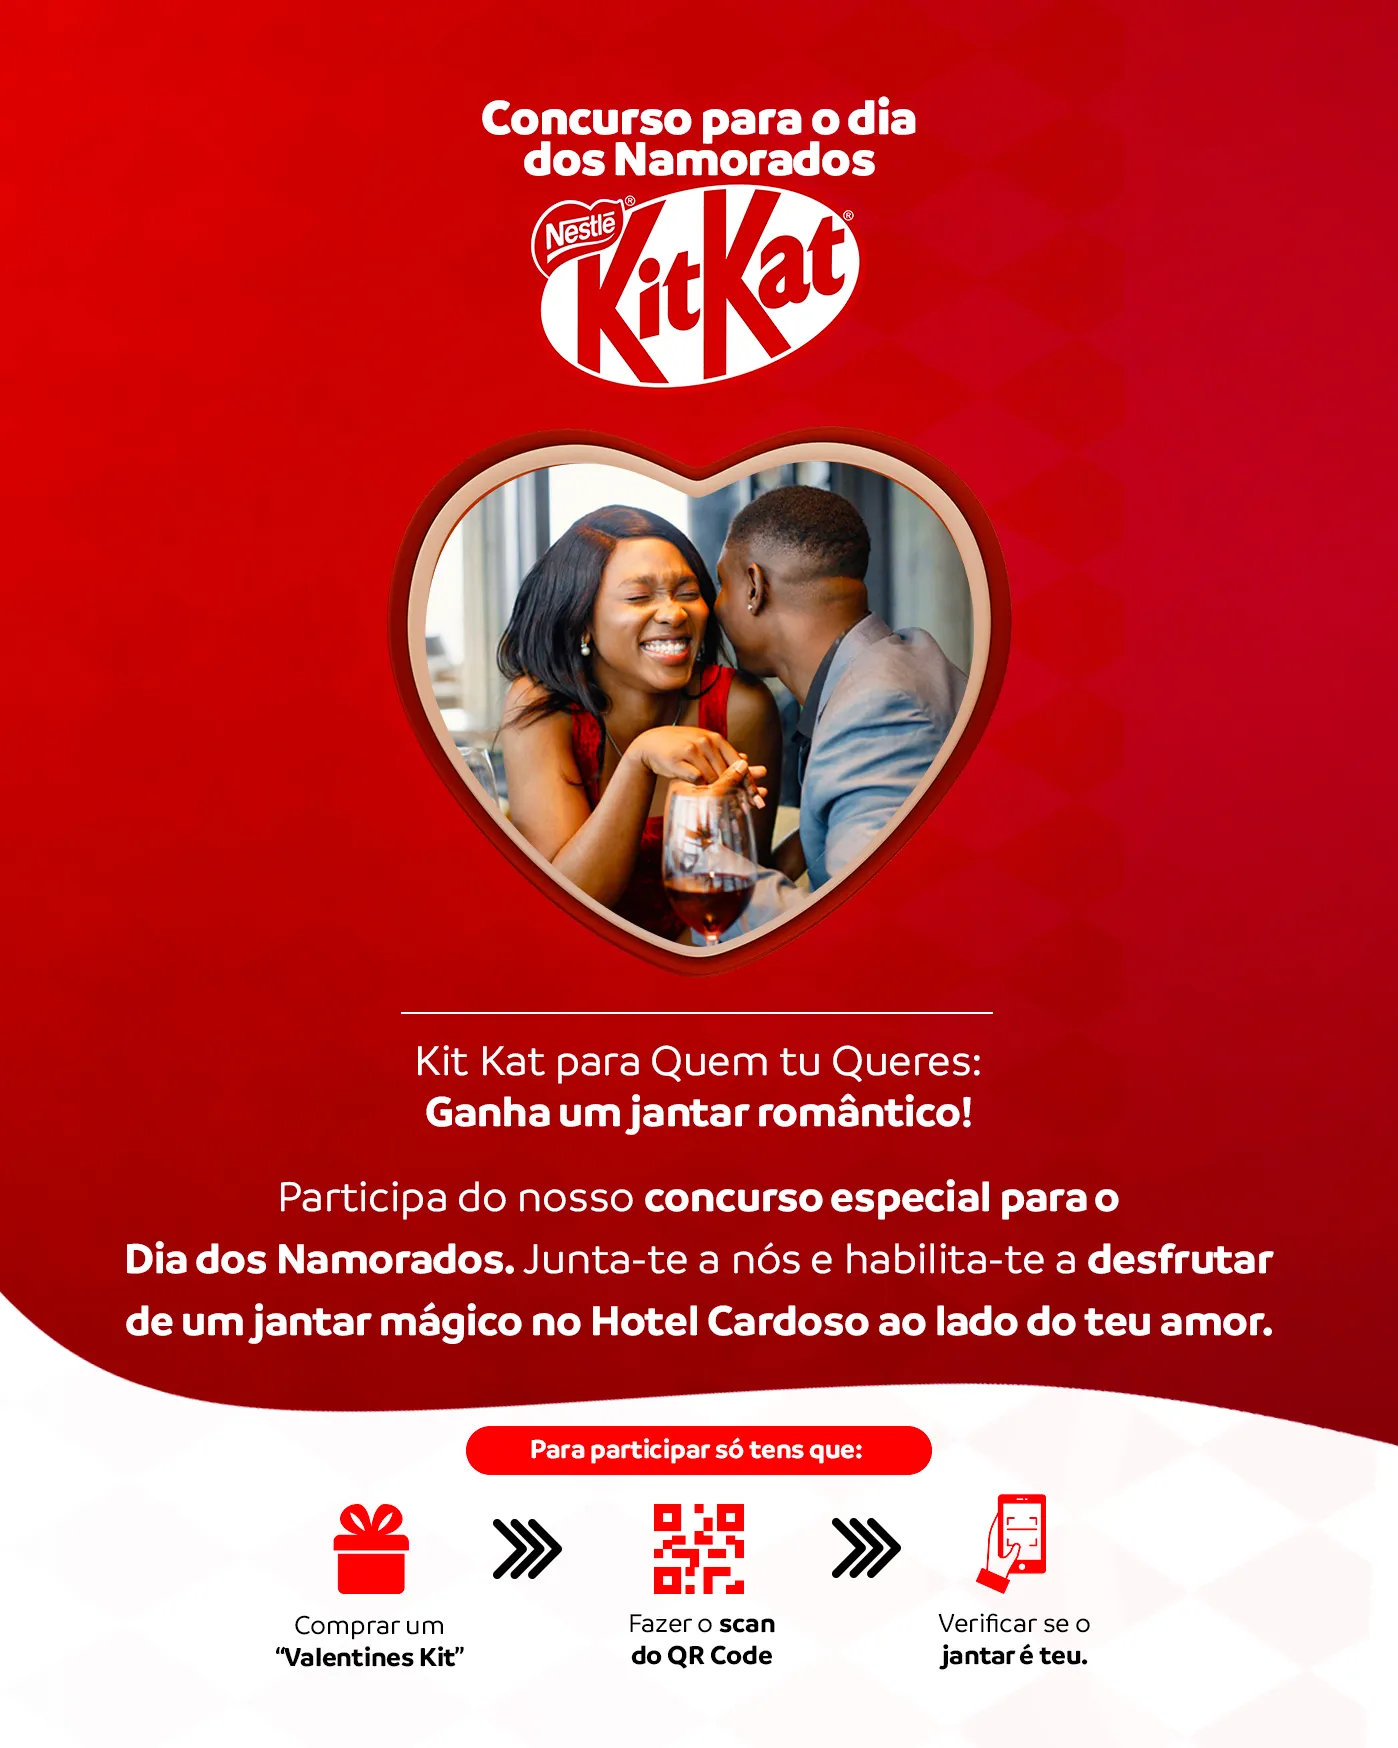 Concurso para o dia
dos Namorados
Nestlé®
KitKat®
Kit Kat para Quem tu Queres:
Ganha um jantar romântico!
Participa do nosso concurso especial para o
Dia dos Namorados. Junta-te a nós e habilita-te a desfrutar
de um jantar mágico no Hotel Cardoso ao lado do teu amor.
Para participar só tens que:
Comprar um
“Valentines Kit”
Fazer o scan
do QR Code
Verificar se o
jantar é teu.